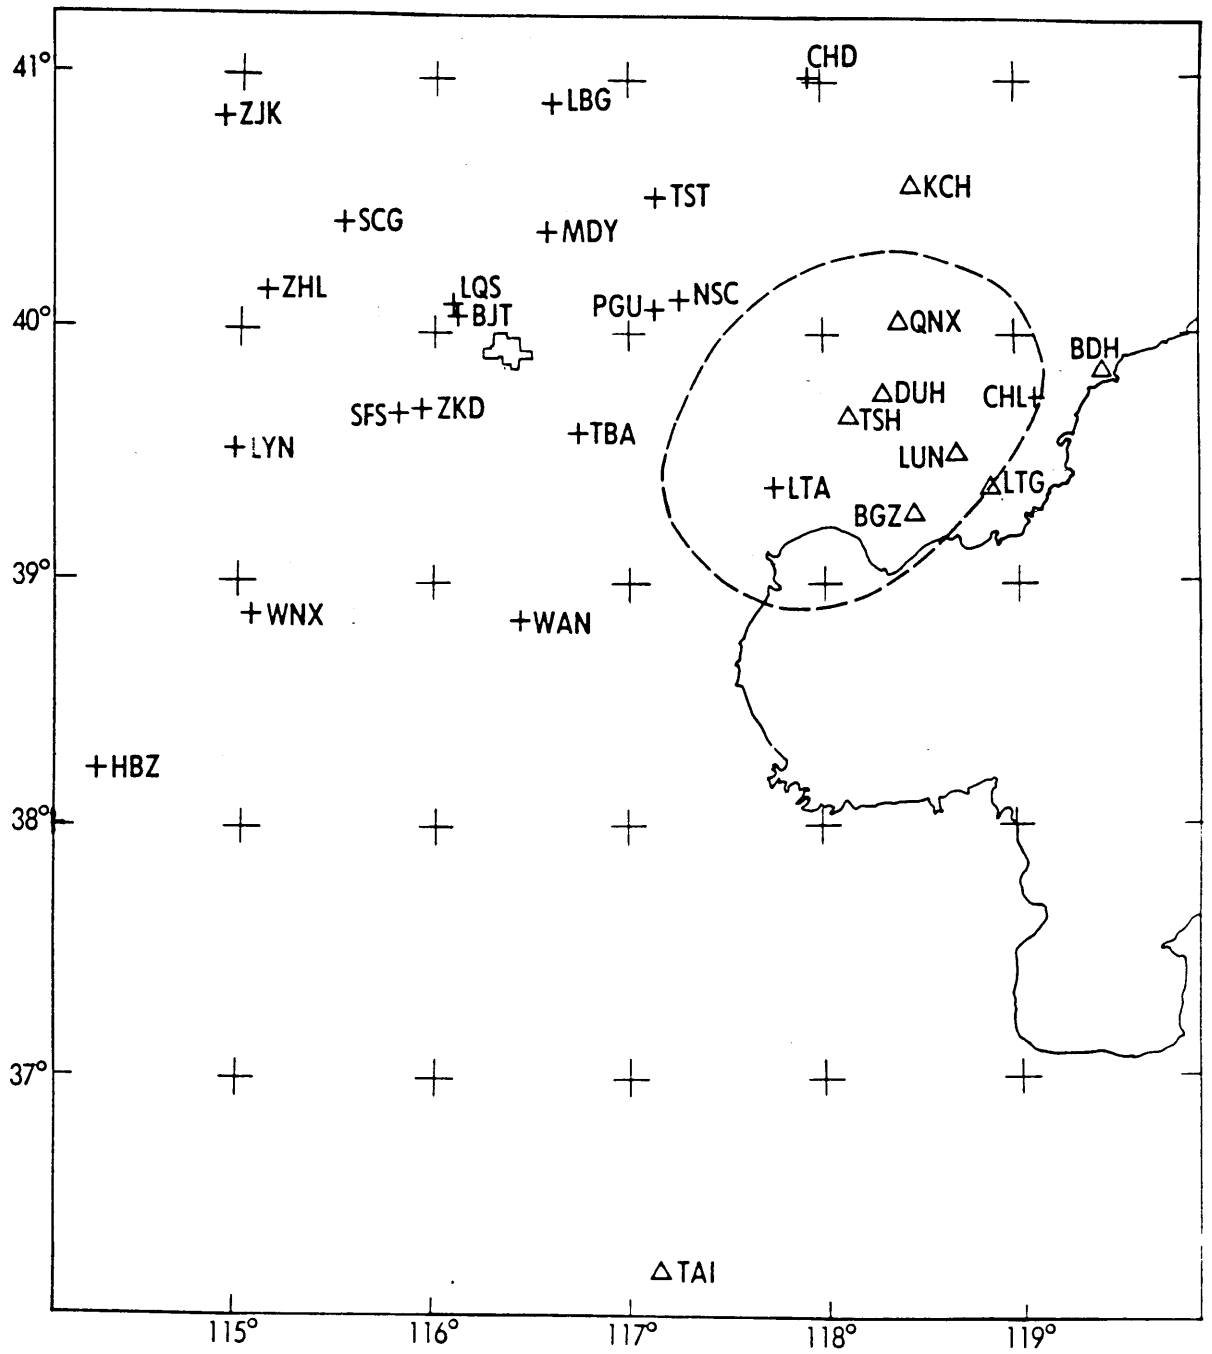 CHD
41°
LBG
ZJK
KCH
TST
SCG
MDY
ZHL
LQS
NSC
PGU
40°
BJT
QNX
BDH
DUH
CHL
SFS
ZKD
TSH
TBA
LYN
LUN
LTG
LTA
BGZ
39°
WNX
WAN
HBZ
38°
37°
TAI
115°
116°
117°
118°
119°